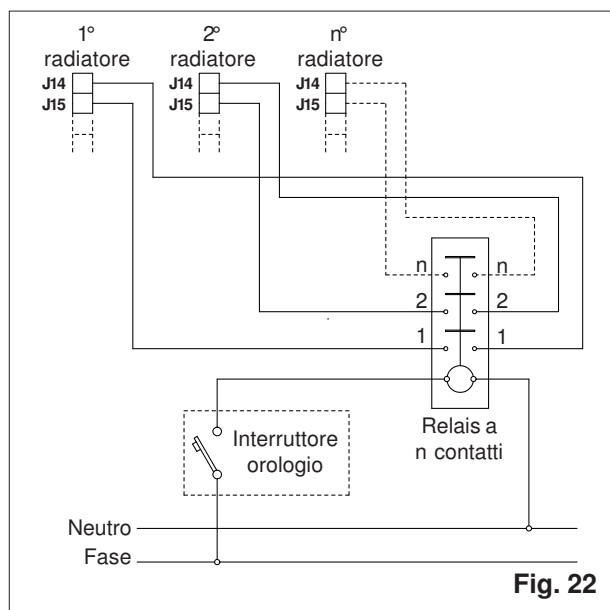 1° 2° n°
radiatore radiatore radiatore
J14 J14 J14
J15 J15 J15
n n
2 2
1 1
Relais a
n contatti
Interruttore
orologio
Neutro
Fase
Fig. 22